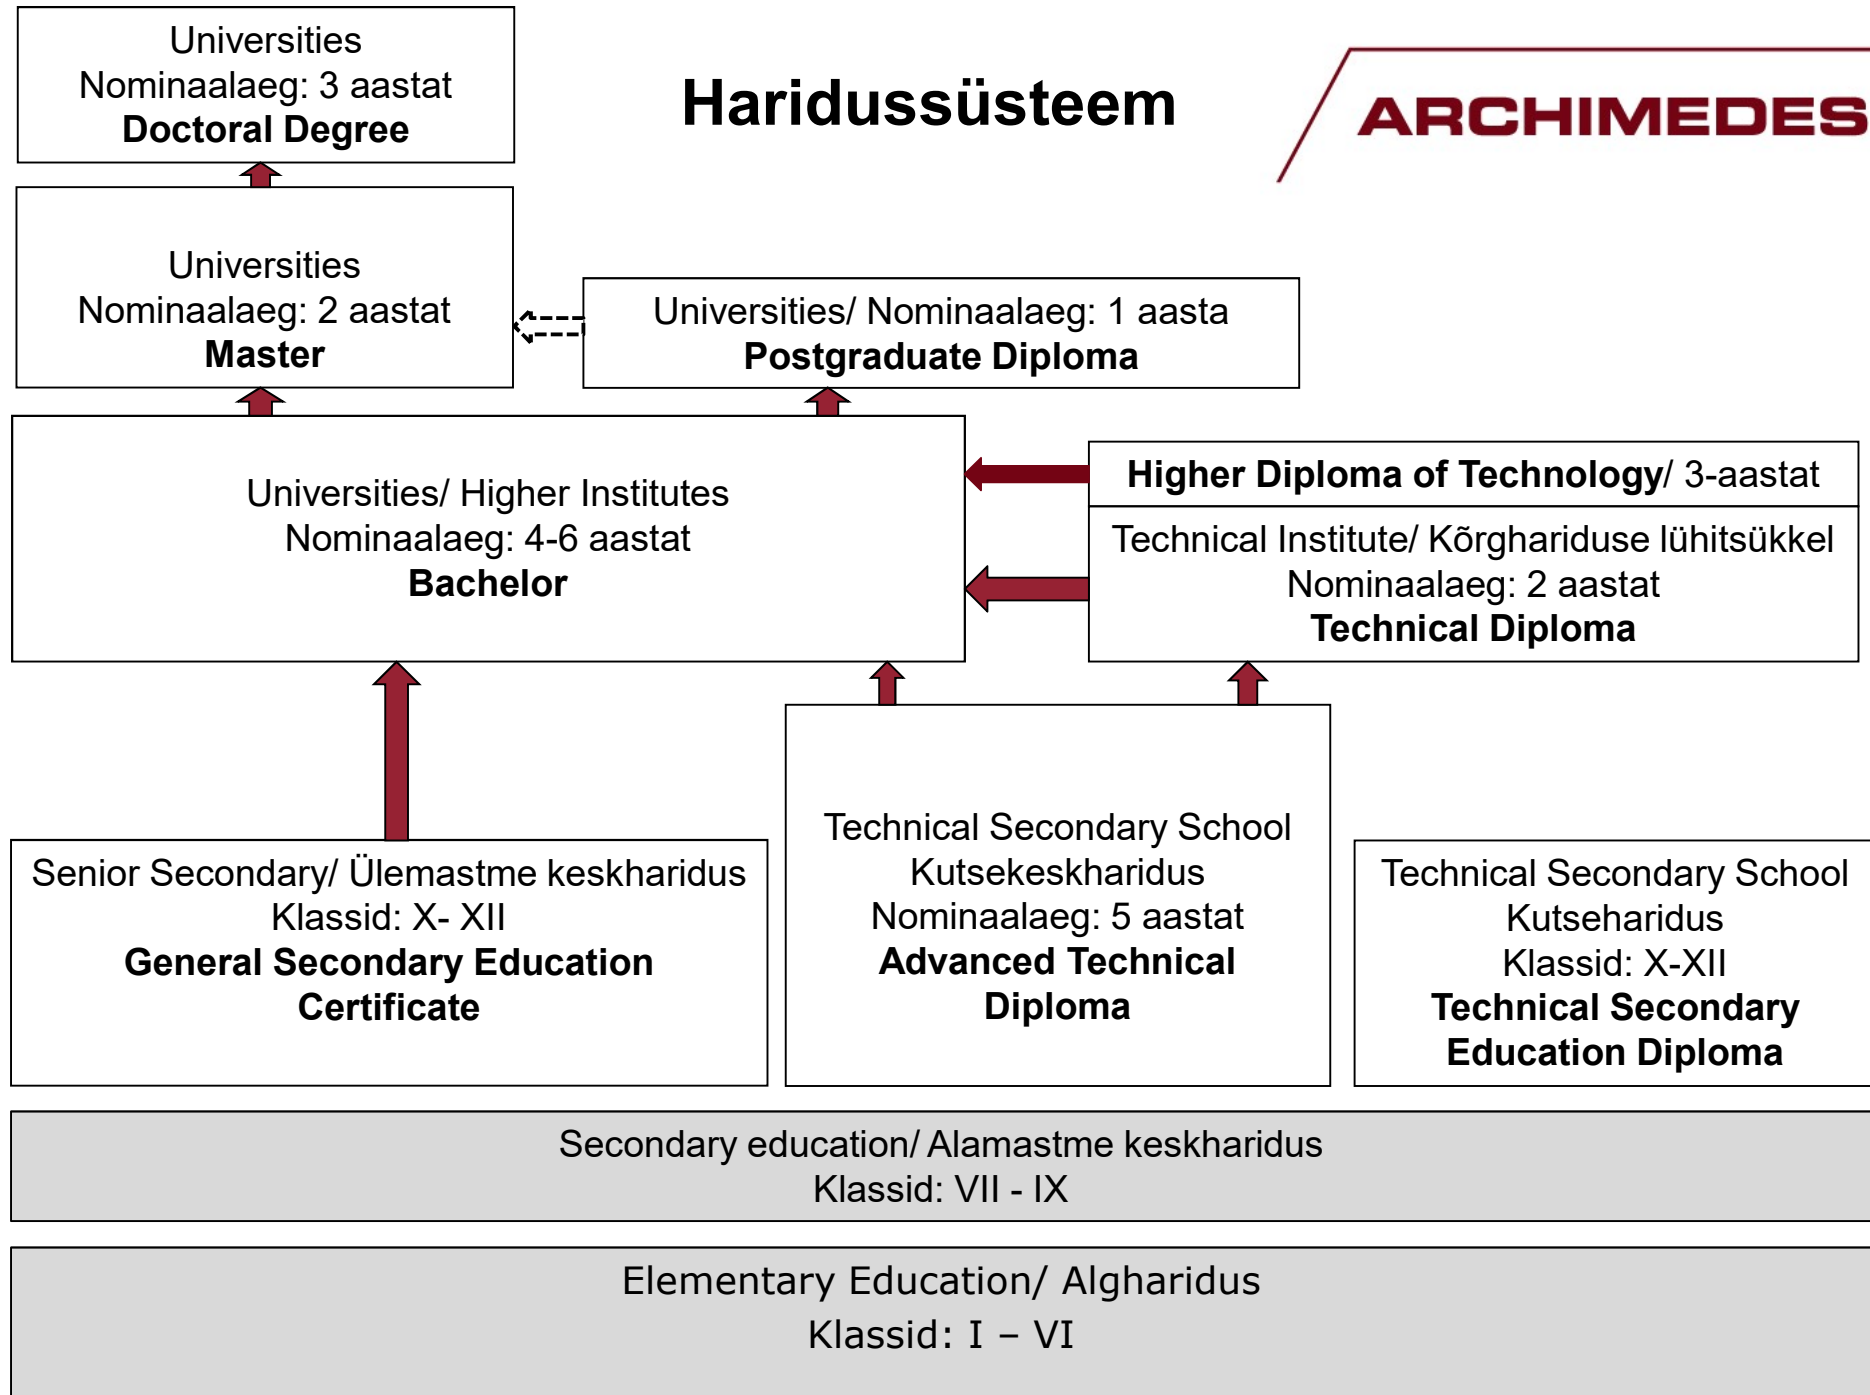 Universities
Nominaalaeg: 3 aastat
Doctoral Degree
Haridussüsteem
ARCHIMEDES
Universities
Nominaalaeg: 2 aastat
Master
Universities/ Nominaalaeg: 1 aasta
Postgraduate Diploma
Universities/ Higher Institutes
Nominaalaeg: 4-6 aastat
Bachelor
Higher Diploma of Technology/ 3-aastat
Technical Institute/ Kõrghariduse lühitsükkel
Nominaalaeg: 2 aastat
Technical Diploma
Senior Secondary/ Ülemastme keskharidus
Klassid: X- XII
General Secondary Education
Certificate
Technical Secondary School
Kutsekeskharidus
Nominaalaeg: 5 aastat
Advanced Technical
Diploma
Technical Secondary School
Kutseharidus
Klassid: X-XII
Technical Secondary
Education Diploma
Secondary education/ Alamastme keskharidus
Klassid: VII - IX
Elementary Education/ Algharidus
Klassid: I – VI